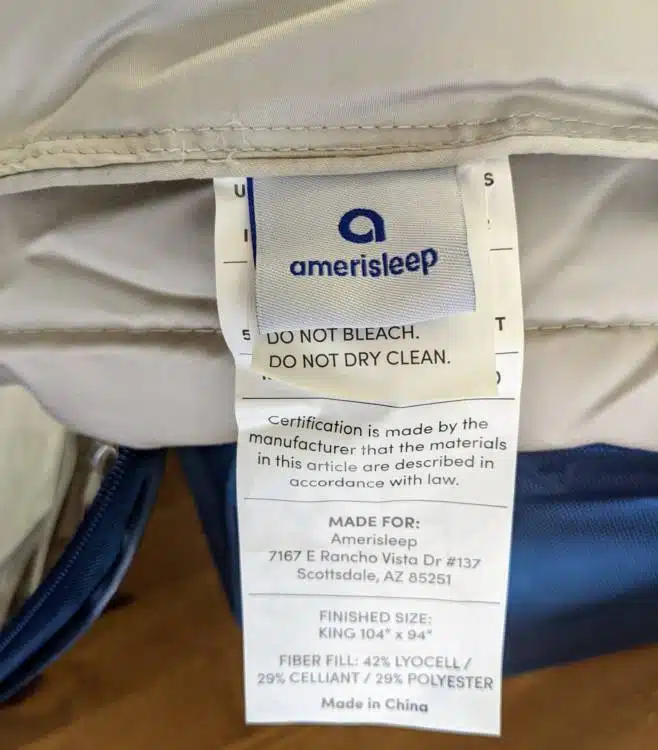 U
S
amerisleep
5
T
DO NOT BLEACH.
DO NOT DRY CLEAN.
Certification is made by the
manufacturer that the materials
in this article are described in
accordance with law.
MADE FOR:
Amerisleep
7167 E Rancho Vista Dr #137
Scottsdale, AZ 85251
FINISHED SIZE:
KING 104" x 94"
FIBER FILL: 42% LYOCELL /
29% CELLIANT / 29% POLYESTER
Made in China